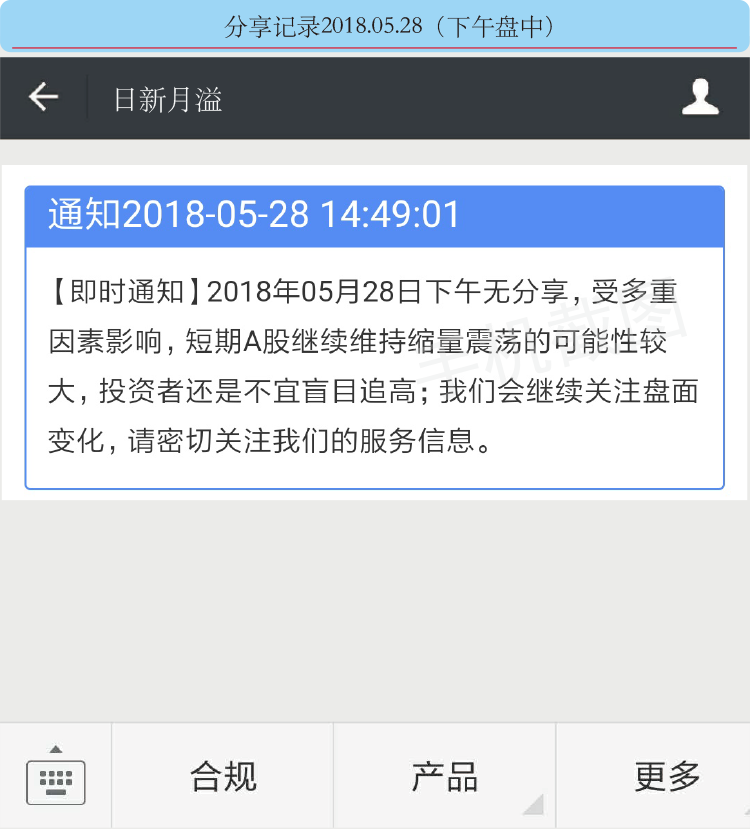 分享记录2018.05.28（下午盘中）
日新月溢
通知2018-05-28 14:49:01
【即时通知】2018年05月28日下午无分享，受多重
因素影响，短期A股继续维持缩量震荡的可能性较
大，投资者还是不宜盲目追高；我们会继续关注盘面
变化，请密切关注我们的服务信息。
手机截图
合规
产品
更多